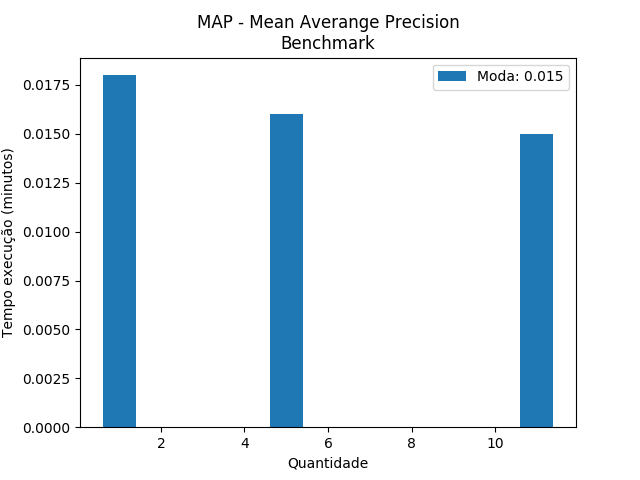 MAP - Mean Averange Precision
Benchmark
Moda: 0.015
0.0175
0.0150
0.0125
0.0100
0.0075
0.0050
0.0025
0.0000
Tempo execução (minutos)
2 4 6 8 10
Quantidade